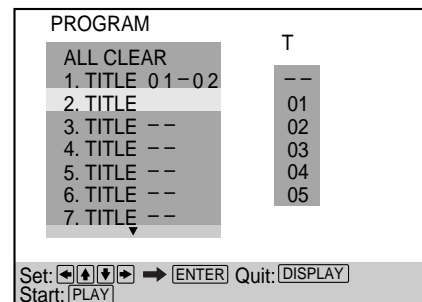 PROGRAM
T
ALL CLEAR
1. TITLE 01–02
– –
2. TITLE
01
3. TITLE – –
02
4. TITLE – –
03
5. TITLE – –
04
6. TITLE – –
05
7. TITLE – –
Set: ENTER Quit: DISPLAY
Start: PLAY